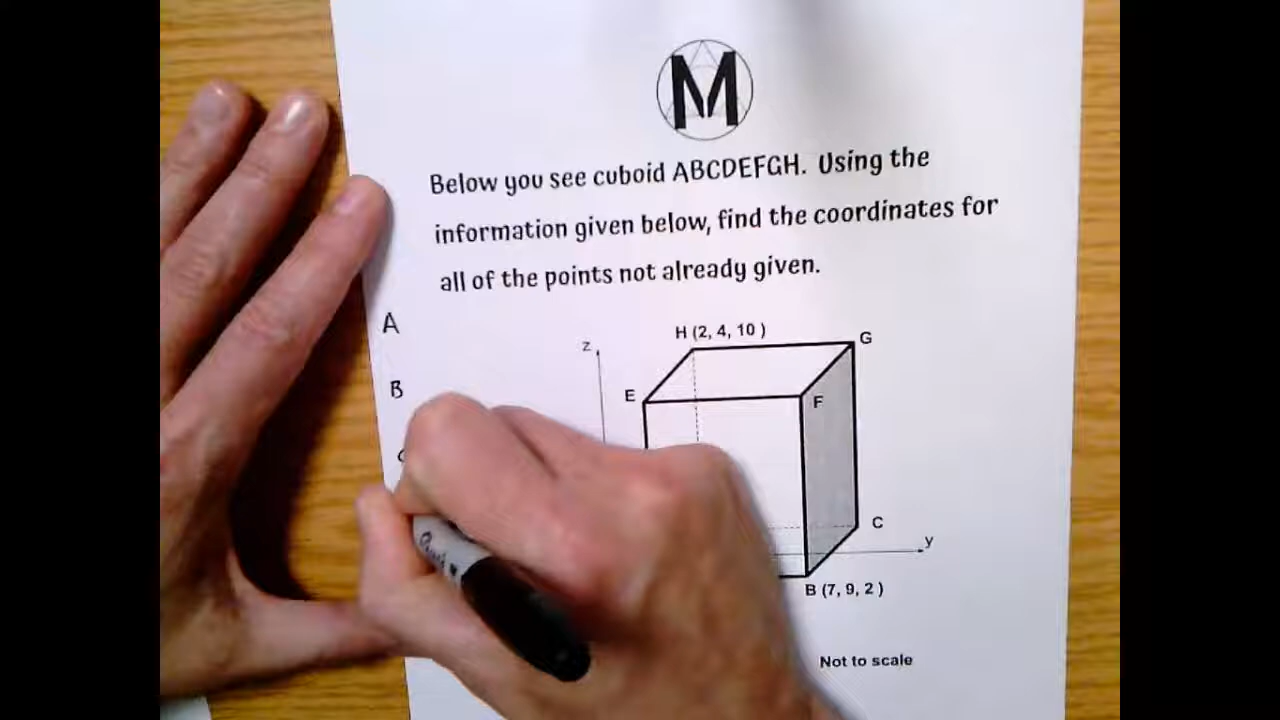 M
Below you see cuboid ABCDEFGH. Using the
information given below, find the coordinates for
all of the points not already given.
A
B
H (2, 4, 10 )
G
z
E
F
C
y
B (7, 9, 2 )
Not to scale